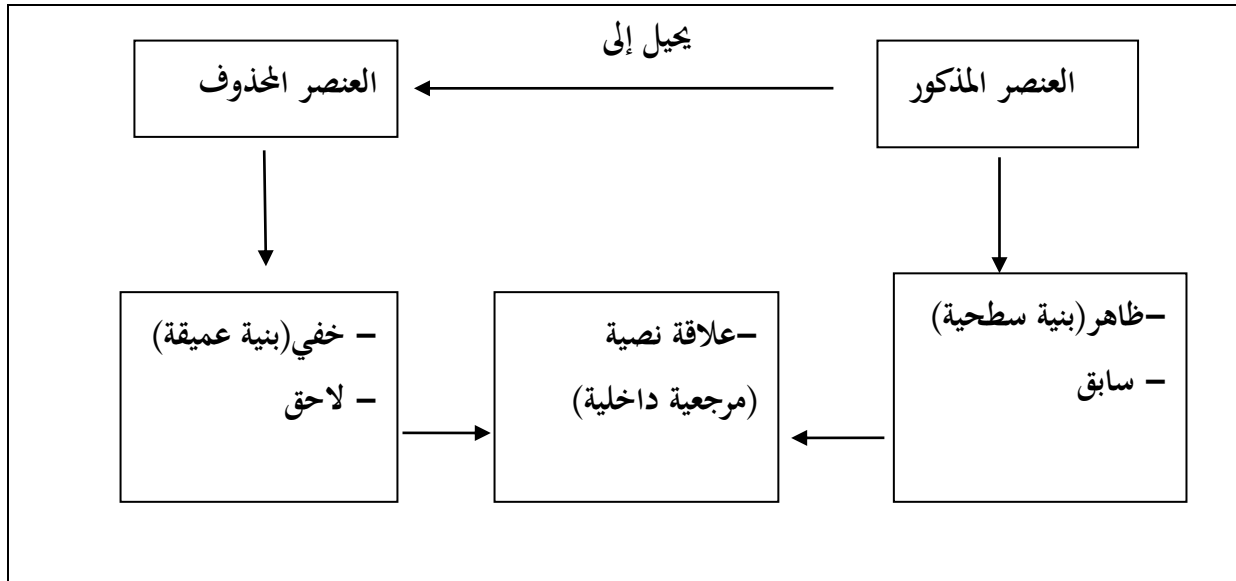 يحيل إلى
العنصر المذكور
العنصر المحذوف
–ظاهر(بنية سطحية)
– سابق
–علاقة نصية
(مرجعية داخلية)
– خفي(بنية عميقة)
– لاحق